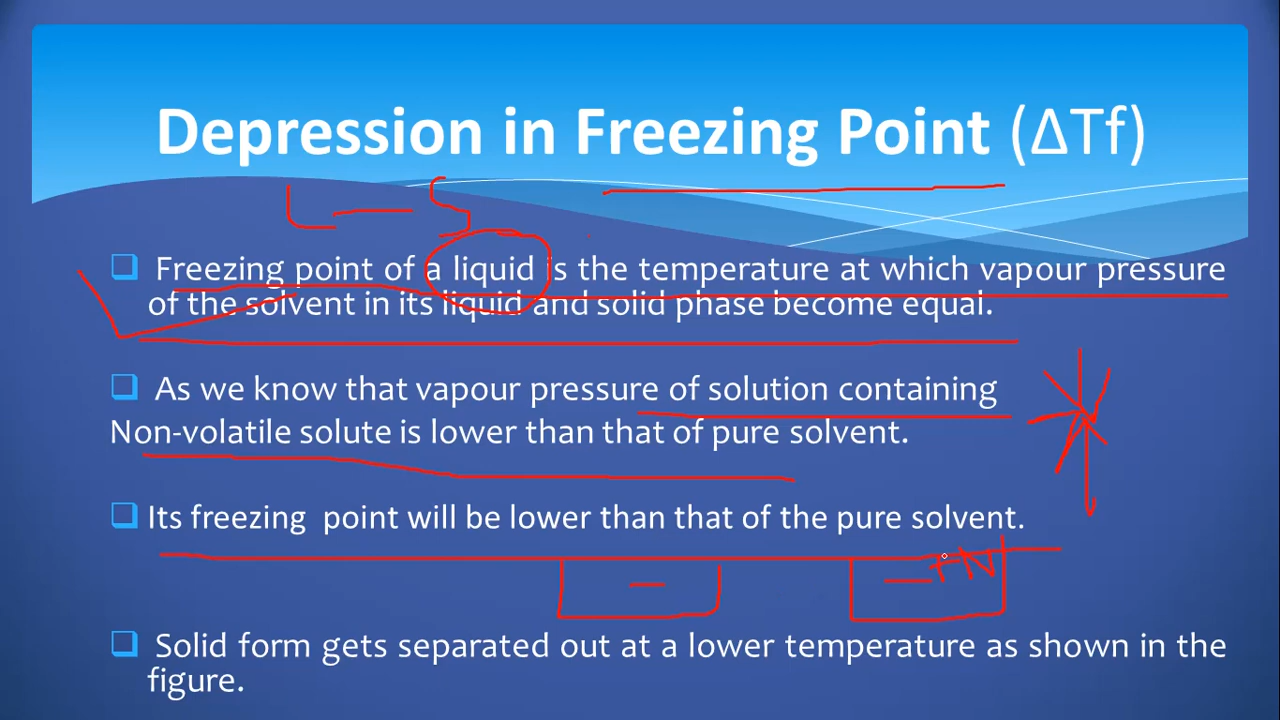 Depression in Freezing Point (ΔTf)
L — S
Freezing point of a liquid is the temperature at which vapour pressure
of the solvent in its liquid and solid phase become equal.
As we know that vapour pressure of solution containing
Non-volatile solute is lower than that of pure solvent.
Its freezing point will be lower than that of the pure solvent.
Solid form gets separated out at a lower temperature as shown in the
figure.